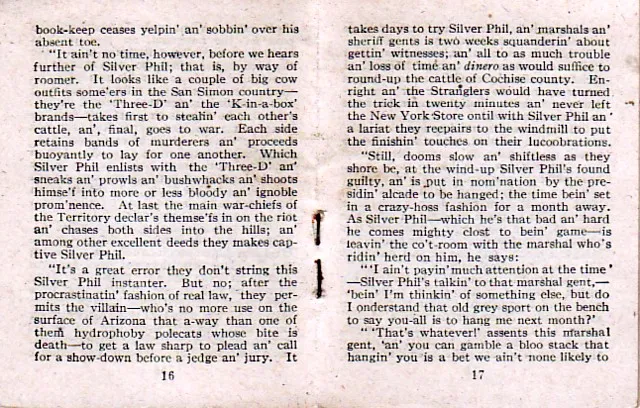 book-keep ceases yelpin' an' sobbin' over his
absent toe.
"It ain't no time, however, before we hears
further of Silver Phil; that is, by way of
roomer. It looks like a couple of big cow
outfits some'ers in the San Simon country—
they're the 'Three-D' an' the 'K-in-a-box'
brands—takes first to stealin' each other's
cattle, an', final, goes to war. Each side
retains bands of murderers an' proceeds
buoyantly to lay for one another. Which
Silver Phil enlists with the 'Three-D' an'
sneaks an' prowls an' bushwhacks an' shoots
himse'f into more or less bloody an' ignoble
prom'nence. At last the main war-chiefs of
the Territory declar's themse'fs in on the riot
an' chases both sides into the hills; an'
among other excellent deeds they makes cap-
tive Silver Phil.
"It's a great error they don't string this
Silver Phil instanter. But no; after the
procrastinatin' fashion of real law, they per-
mits the villain—who's no more use on the
surface of Arizona that a-way than one of
them hydrophoby polecats whose bite is
death—to get a law sharp to plead an' call
for a show-down before a jedge an' jury. It
16
takes days to try Silver Phil, an' marshals an'
sheriff gents is two weeks squanderin' about
gettin' witnesses; an' all to as much trouble
an' loss of time an' dinero as would suffice to
round-up the cattle of Cochise county. En-
right an' the Stranglers would have turned
the trick in twenty minutes an' never left
the New York Store ontil with Silver Phil an'
a lariat they reepairs to the windmill to put
the finishin' touches on their lucoobrations.
"Still, dooms slow an' shiftless as they
shore be, at the wind-up Silver Phil's found
guilty, an' is put in nom'nation by the pre-
sidin' alcade to be hanged; the time bein' set
in a crazy-hoss fashion for a month away.
As Silver Phil—which he's that bad an' hard
he comes mighty clost to bein' game—is
leavin' the co't-room with the marshal who's
ridin' herd on him, he says:
"'I ain't payin' much attention at the time'
—Silver Phil's talkin' to that marshal gent,—
'bein' I'm thinkin' of something else, but do
I onderstand that old grey sport on the bench
to say you-all is to hang me next month?'
"'That's whatever!' assents this marshal
gent, 'an' you can gamble a bloo stack that
hangin' you is a bet we ain't none likely to
17